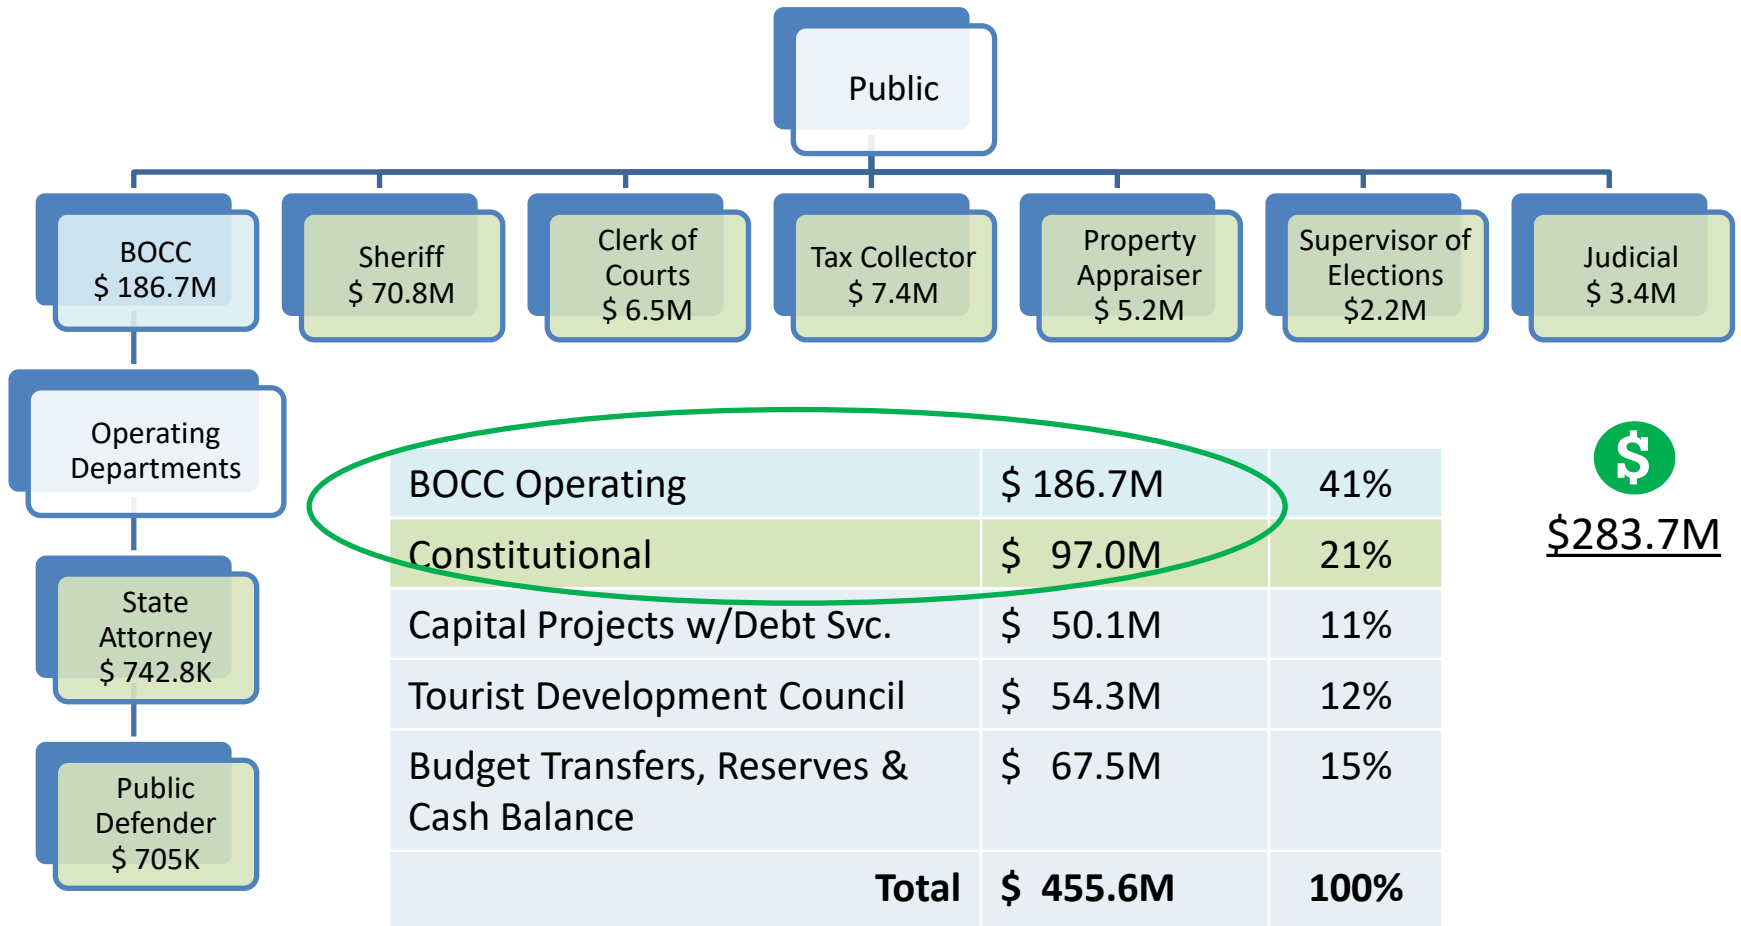 Public
BOCC
$ 186.7M
Sheriff
$ 70.8M
Clerk of
Courts
$ 6.5M
Tax Collector
$ 7.4M
Property
Appraiser
$ 5.2M
Supervisor of
Elections
$2.2M
Judicial
$ 3.4M
Operating
Departments
State
Attorney
$ 742.8K
Public
Defender
$ 705K
BOCC Operating $ 186.7M 41%
Constitutional $ 97.0M 21%
Capital Projects w/Debt Svc. $ 50.1M 11%
Tourist Development Council $ 54.3M 12%
Budget Transfers, Reserves & $ 67.5M 15%
Cash Balance
Total $ 455.6M 100%
$
$283.7M